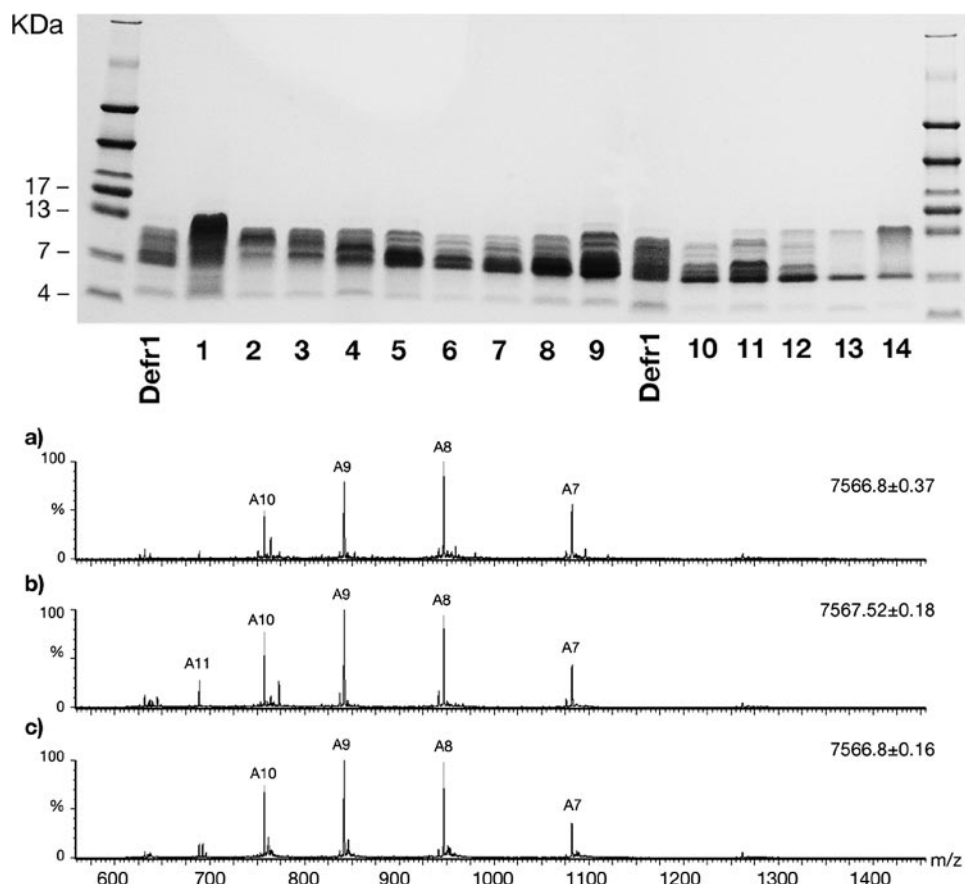 KDa
17 –
13 –
7 –
4 –
Defr1 1 2 3 4 5 6 7 8 9 Defr1 10 11 12 13 14
a)
100
%
0
A10 A9 A8 A7
7566.8±0.37
b)
100
%
0
A11 A10 A9 A8 A7
7567.52±0.18
c)
100
%
0
A10 A9 A8 A7
7566.8±0.16
600 700 800 900 1000 1100 1200 1300 1400 m/z